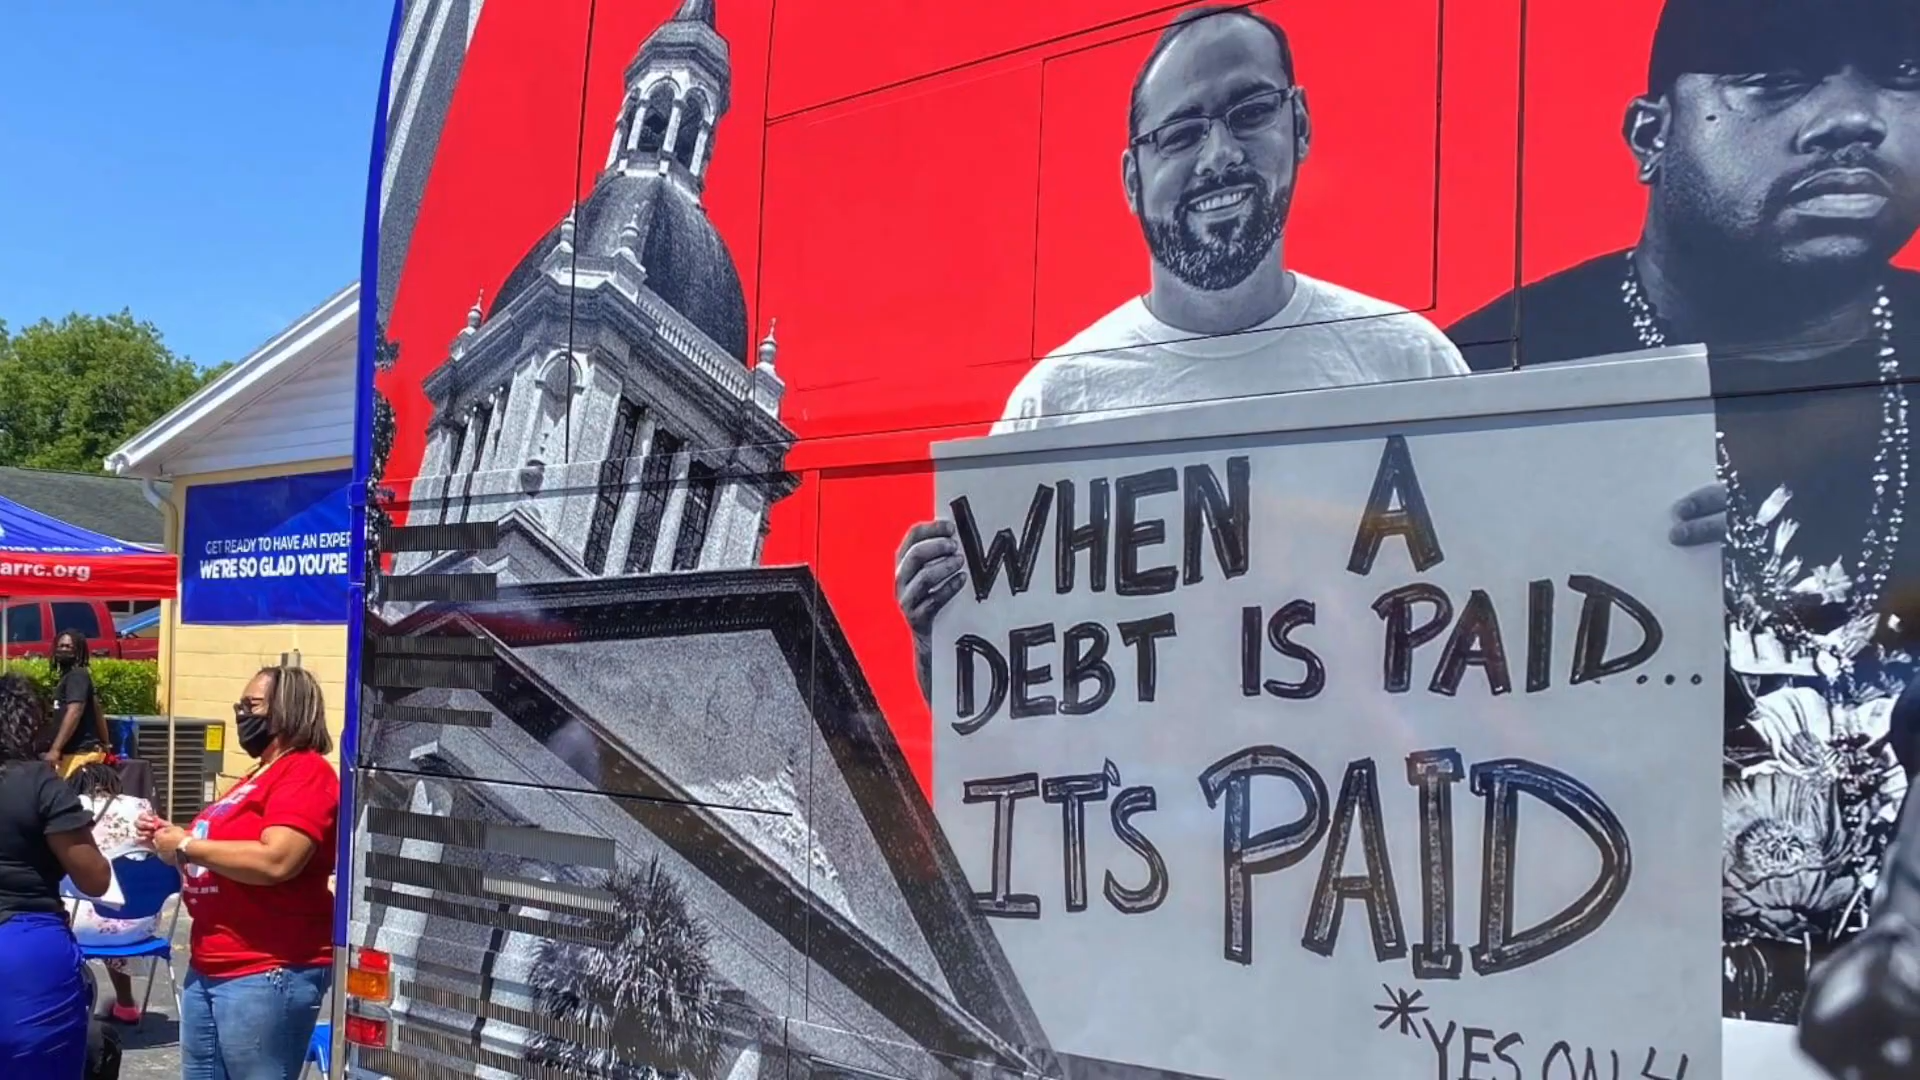 WHEN A
DEBT IS PAID...
IT'S PAID
*YES ON 4
GET READY TO HAVE AN EXPER
WE'RE SO GLAD YOU'RE
arrc.org